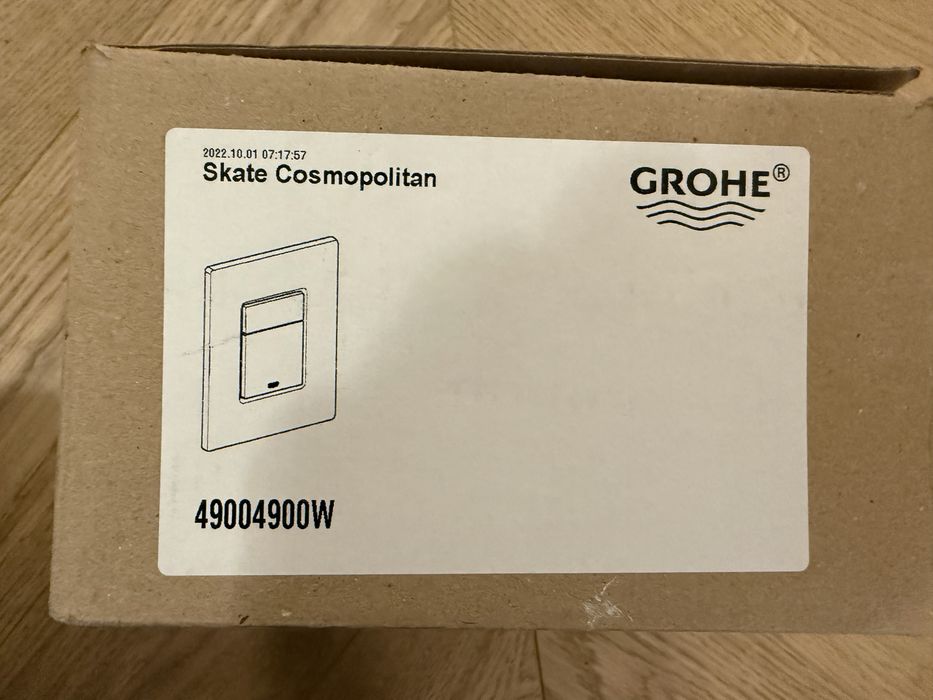 2022.10.01 07:17:57
Skate Cosmopolitan
GROHE®
49004900W